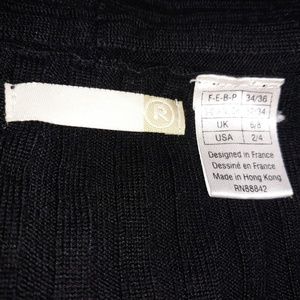 ®
F-E-B-P 34/36
34
UK 6/8
USA 2/4
Designed in France
Dessiné en France
Made in Hong Kong
RN88842